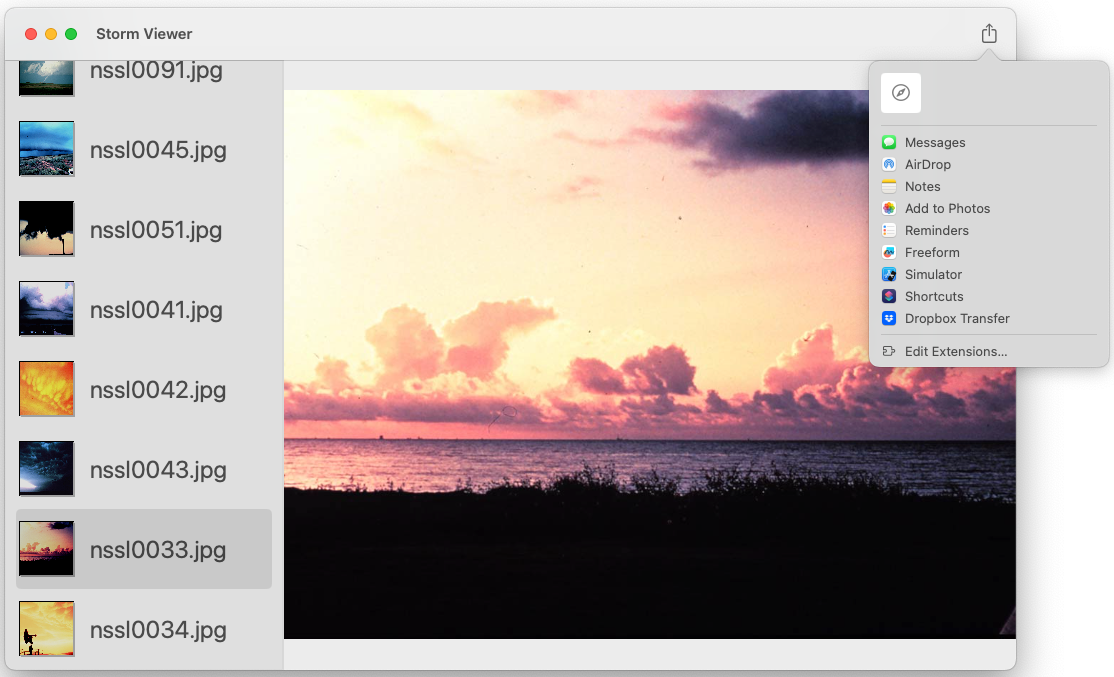 Storm Viewer
nssl0091.jpg
nssl0045.jpg
nssl0051.jpg
nssl0041.jpg
nssl0042.jpg
nssl0043.jpg
nssl0033.jpg
nssl0034.jpg
Messages
AirDrop
Notes
Add to Photos
Reminders
Freeform
Simulator
Shortcuts
Dropbox Transfer
Edit Extensions...